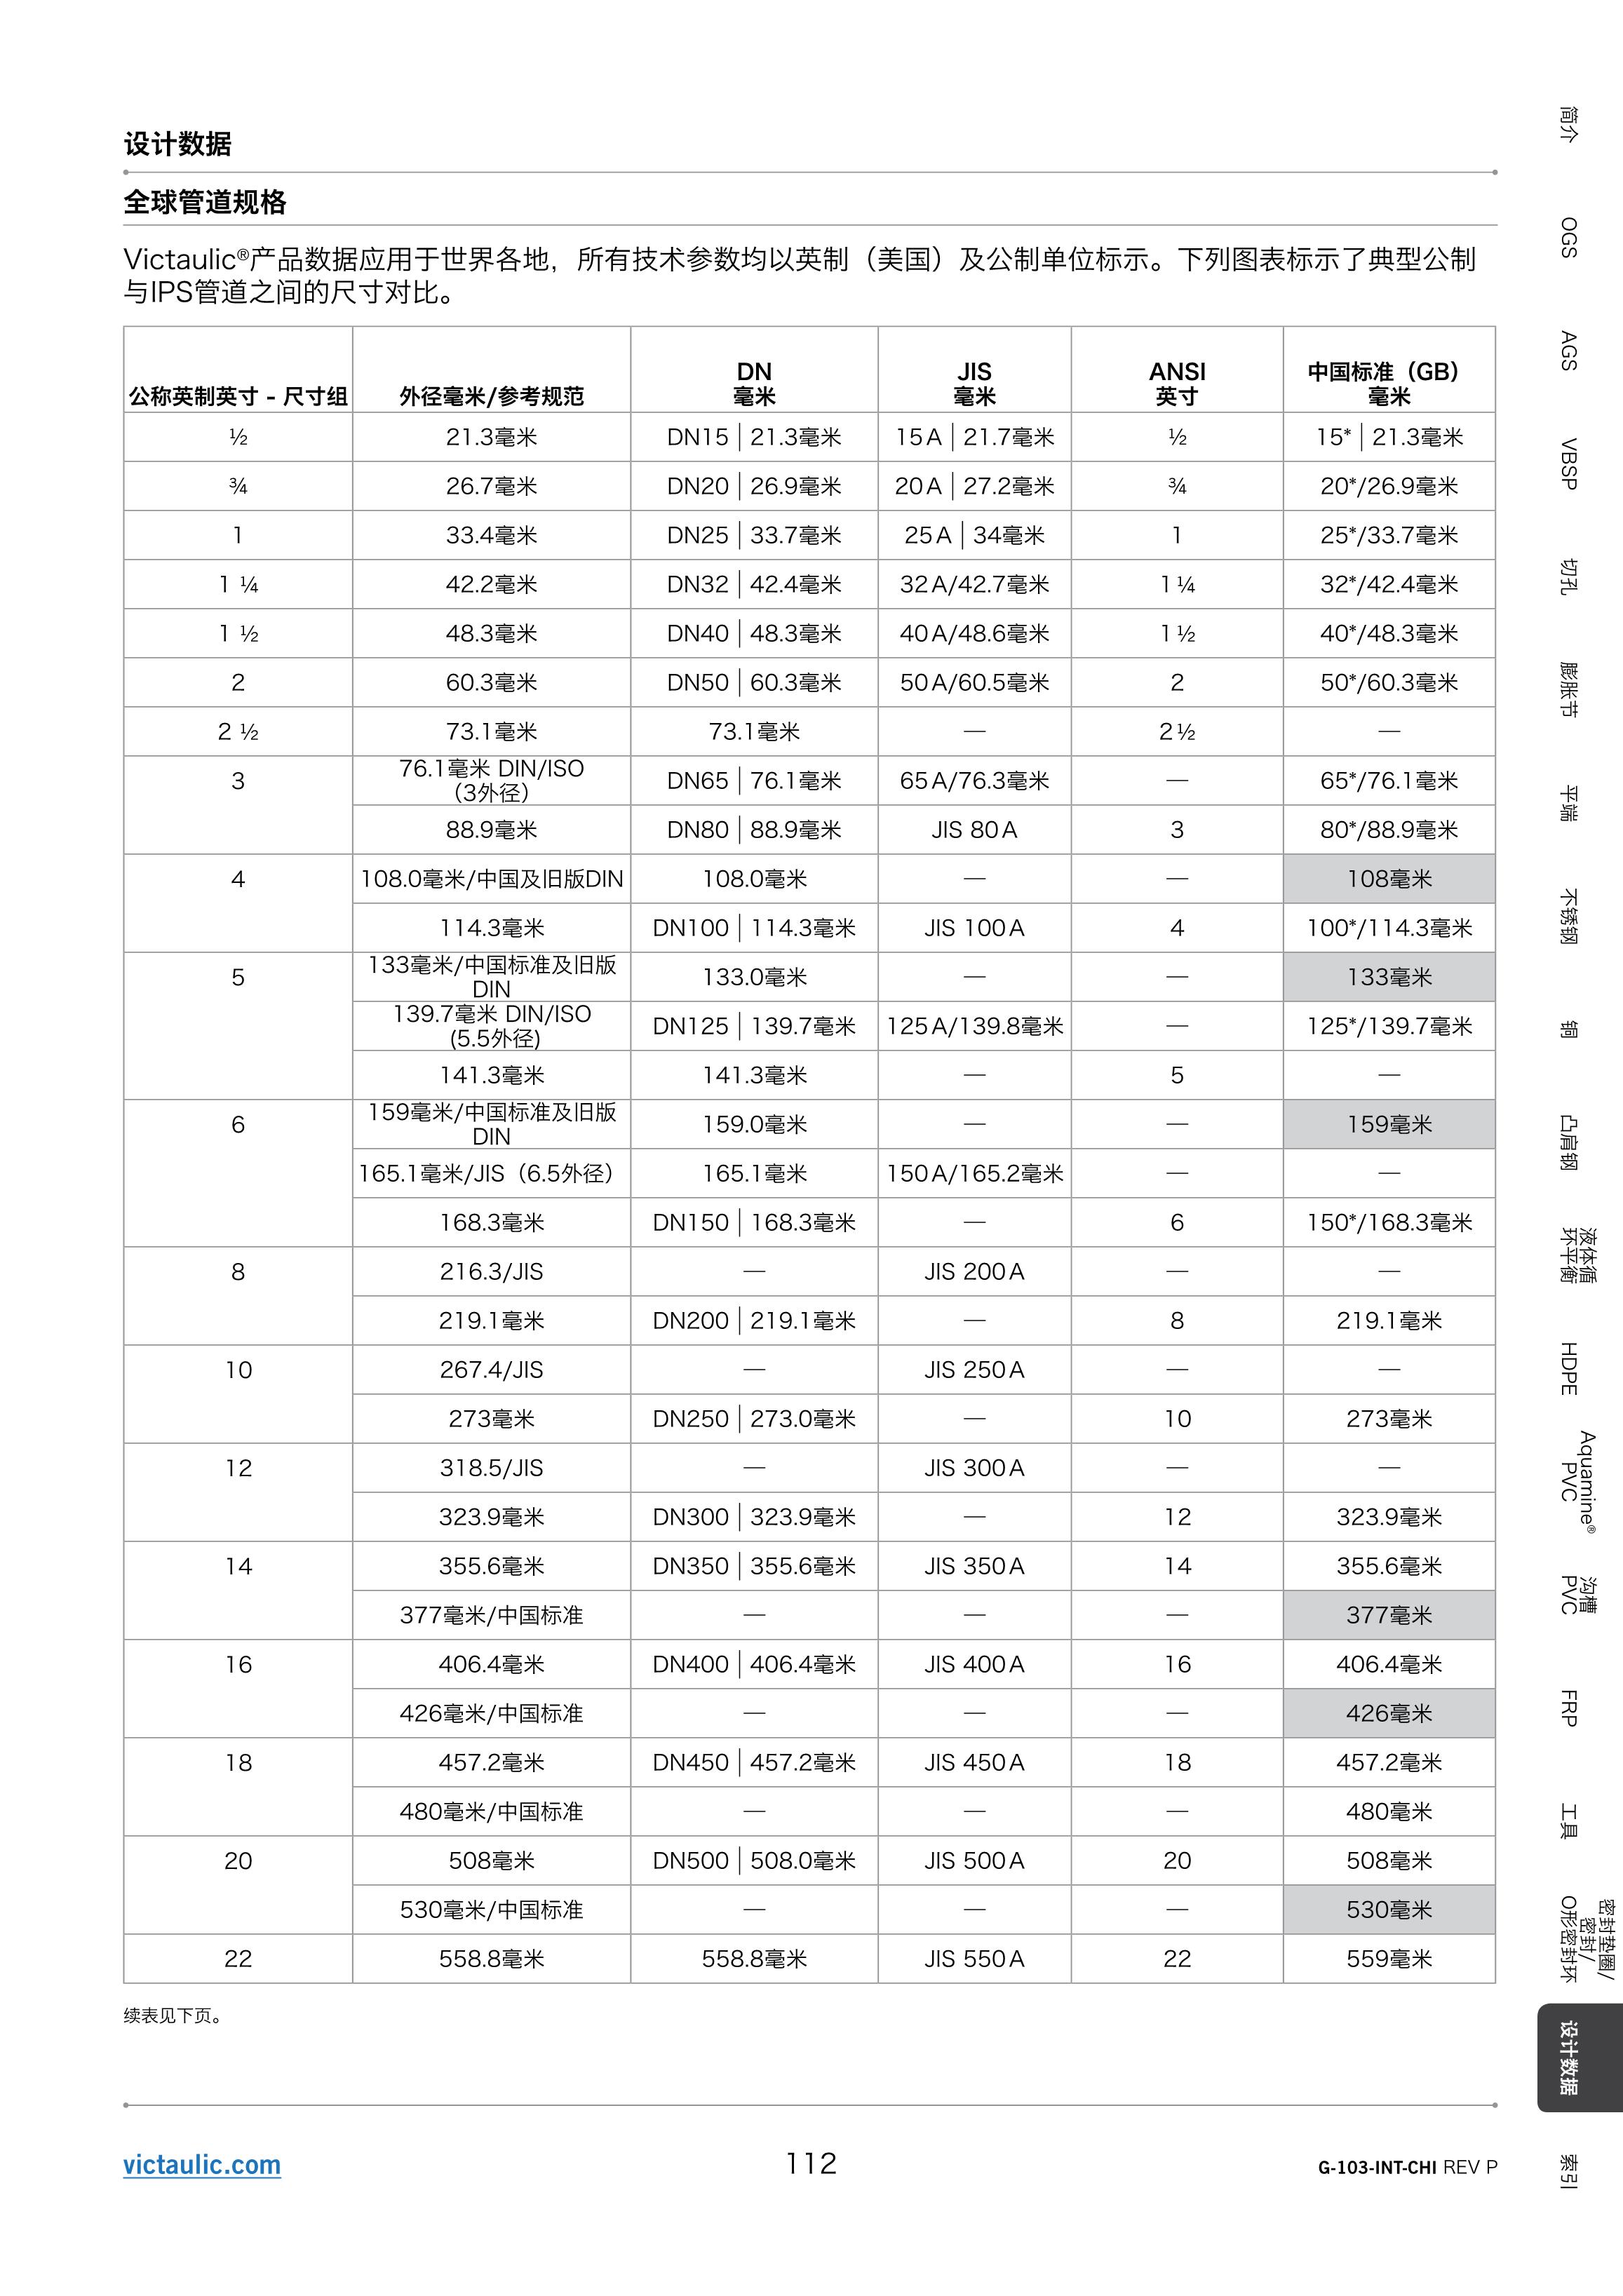 设计数据
全球管道规格
Victaulic®产品数据应用于世界各地，所有技术参数均以英制（美国）及公制单位标示。下列图表标示了典型公制
与IPS管道之间的尺寸对比。
公称英制英寸 - 尺寸组 外径毫米/参考规范 DN 毫米 JIS 毫米 ANSI 英寸 中国标准（GB） 毫米
½ 21.3毫米 DN15 | 21.3毫米 15 A | 21.7毫米 ½ 15* | 21.3毫米
¾ 26.7毫米 DN20 | 26.9毫米 20 A | 27.2毫米 ¾ 20*/26.9毫米
1 33.4毫米 DN25 | 33.7毫米 25 A | 34毫米 1 25*/33.7毫米
1 ¼ 42.2毫米 DN32 | 42.4毫米 32 A/42.7毫米 1 ¼ 32*/42.4毫米
1 ½ 48.3毫米 DN40 | 48.3毫米 40 A/48.6毫米 1 ½ 40*/48.3毫米
2 60.3毫米 DN50 | 60.3毫米 50 A/60.5毫米 2 50*/60.3毫米
2 ½ 73.1毫米 73.1毫米 — 2 ½ —
3 76.1毫米 DIN/ISO （3外径） DN65 | 76.1毫米 65 A/76.3毫米 — 65*/76.1毫米
88.9毫米 DN80 | 88.9毫米 JIS 80 A 3 80*/88.9毫米
4 108.0毫米/中国及旧版DIN 108.0毫米 — — 108毫米
114.3毫米 DN100 | 114.3毫米 JIS 100 A 4 100*/114.3毫米
5 133毫米/中国标准及旧版 DIN 133.0毫米 — — 133毫米
139.7毫米 DIN/ISO (5.5外径) DN125 | 139.7毫米 125 A/139.8毫米 — 125*/139.7毫米
141.3毫米 141.3毫米 — 5 —
6 159毫米/中国标准及旧版 DIN 159.0毫米 — — 159毫米
165.1毫米/JIS（6.5外径） 165.1毫米 150 A/165.2毫米 — —
168.3毫米 DN150 | 168.3毫米 — 6 150*/168.3毫米
8 216.3/JIS — JIS 200 A — —
219.1毫米 DN200 | 219.1毫米 — 8 219.1毫米
10 267.4/JIS — JIS 250 A — —
273毫米 DN250 | 273.0毫米 — 10 273毫米
12 318.5/JIS — JIS 300 A — —
323.9毫米 DN300 | 323.9毫米 — 12 323.9毫米
14 355.6毫米 DN350 | 355.6毫米 JIS 350 A 14 355.6毫米
377毫米/中国标准 — — — 377毫米
16 406.4毫米 DN400 | 406.4毫米 JIS 400 A 16 406.4毫米
426毫米/中国标准 — — — 426毫米
18 457.2毫米 DN450 | 457.2毫米 JIS 450 A 18 457.2毫米
480毫米/中国标准 — — — 480毫米
20 508毫米 DN500 | 508.0毫米 JIS 500 A 20 508毫米
530毫米/中国标准 — — — 530毫米
22 558.8毫米 558.8毫米 JIS 550 A 22 559毫米
续表见下页。
victaulic.com 112 G-103-INT-CHI REV P
简介
OGS
AGS
VBSP
切孔
膨胀节
平端
不锈钢
铜
凸肩钢
液体循
环平衡
HDPE
Aquamine®
PVC
沟槽
PVC
FRP
工具
密封垫圈/
密封/
O形密封环
设计数据
索引